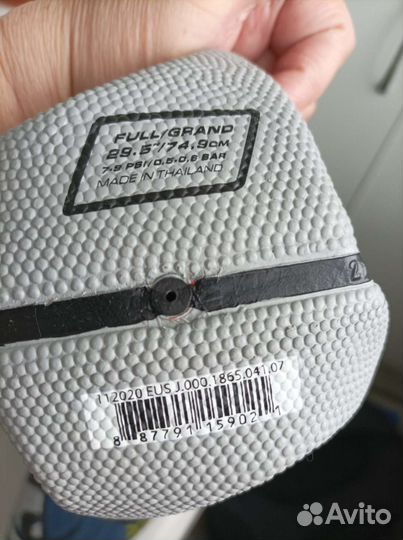 FULL/GRAND
29.5"/74.9CM
7-9 PSI/0.5-0.6 BAR
MADE IN THAILAND
2
112020 EUS J.000.1865.041.07
8 87791 15902 1
Avito